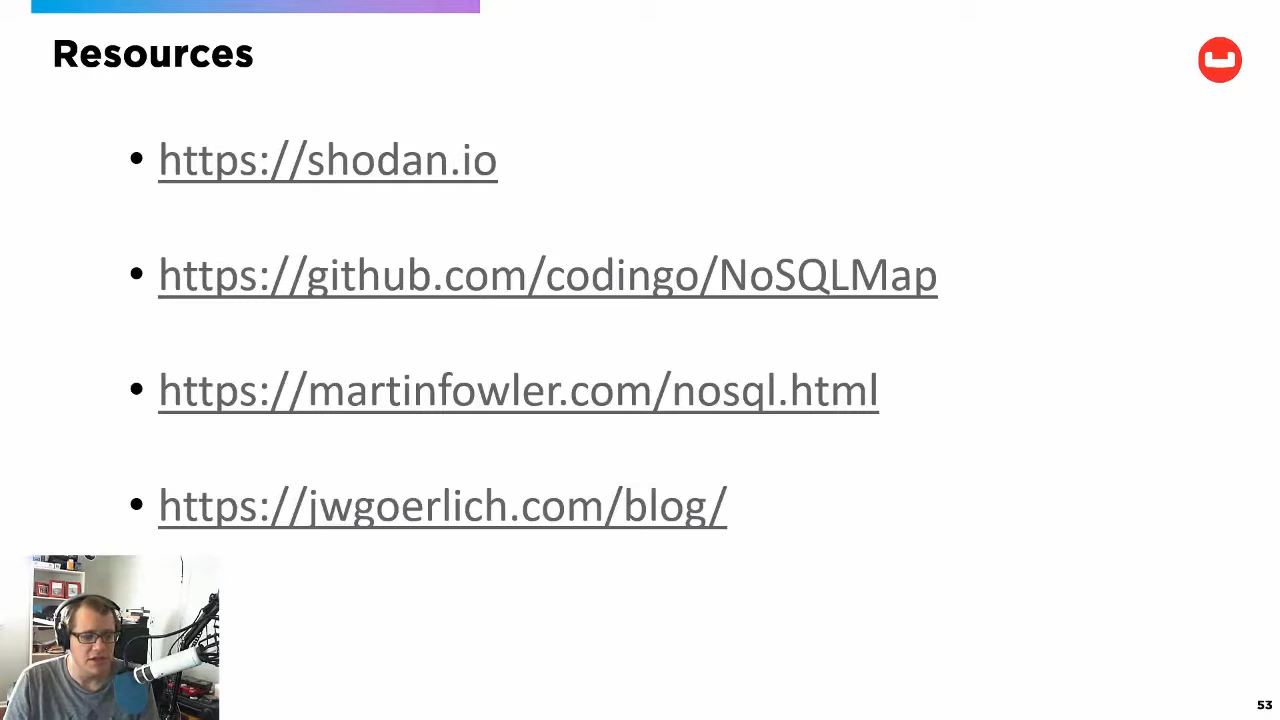 Resources
• https://shodan.io
• https://github.com/codingo/NoSQLMap
• https://martinfowler.com/nosql.html
• https://jwgoerlich.com/blog/
53